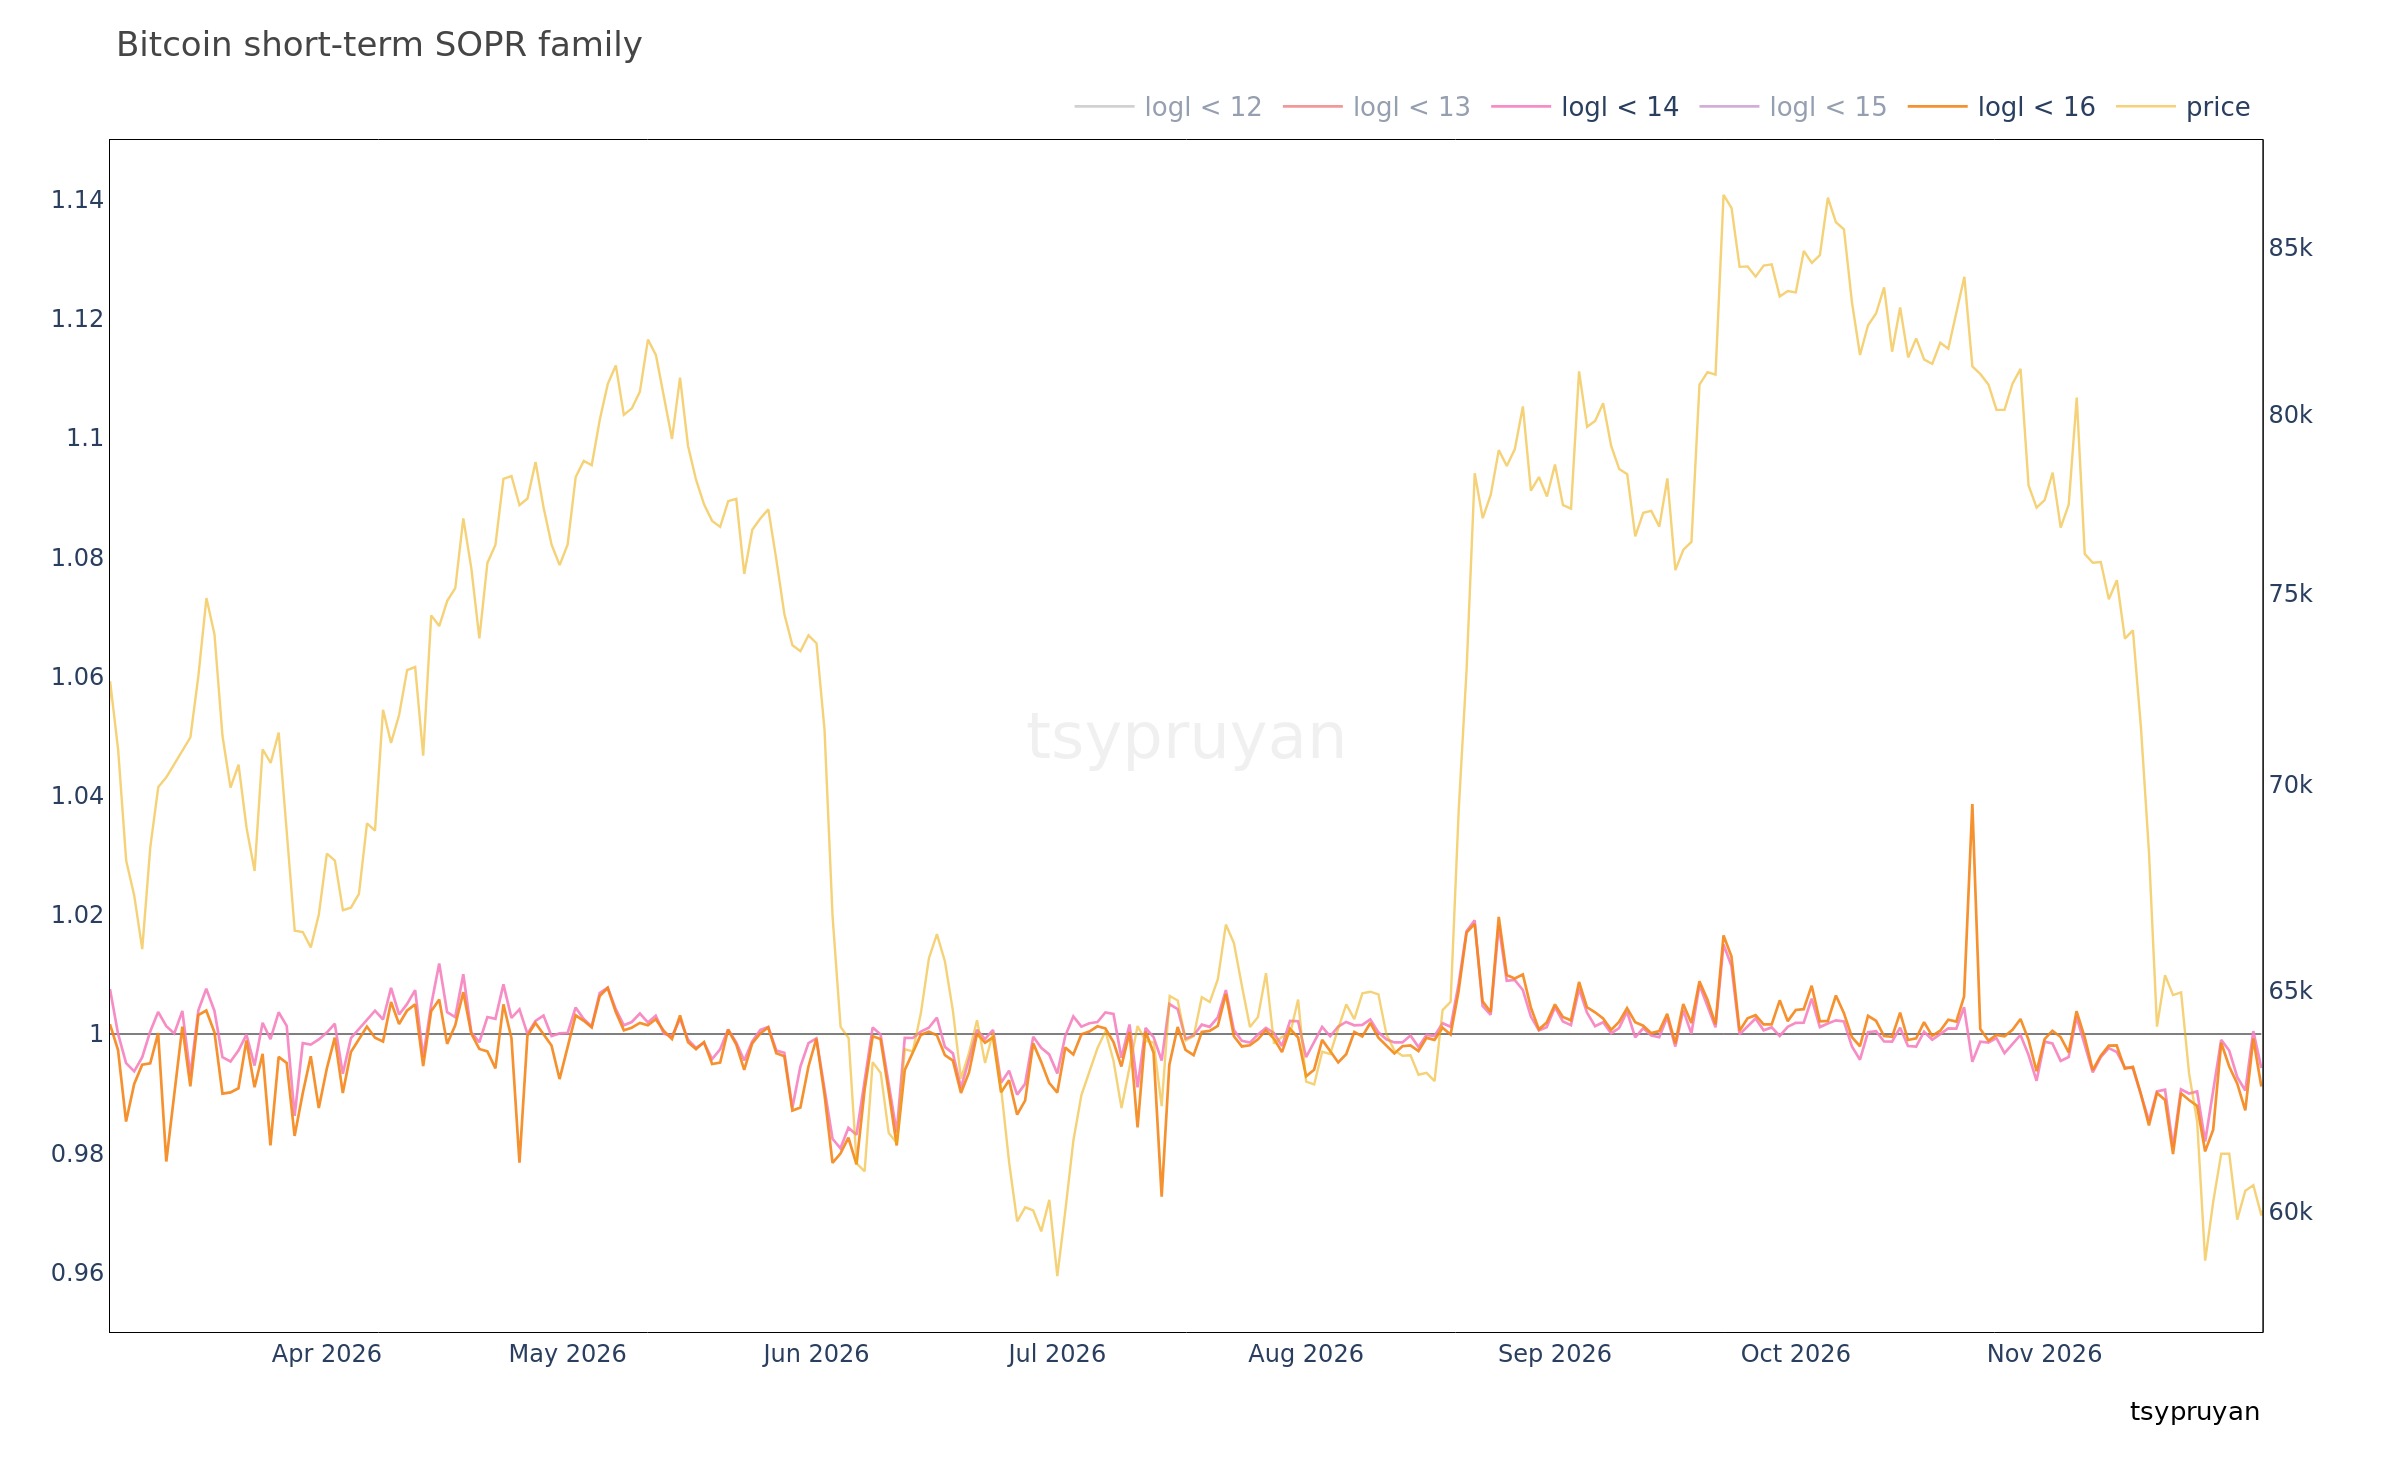 Bitcoin short-term SOPR family
logl < 12 logl < 13 logl < 14 logl < 15 logl < 16 price
1.14
1.12
1.1
1.08
1.06
1.04
1.02
1
0.98
0.96
85k
80k
75k
70k
65k
60k
tsypruyan
Apr 2026 May 2026 Jun 2026 Jul 2026 Aug 2026 Sep 2026 Oct 2026 Nov 2026
tsypruyan